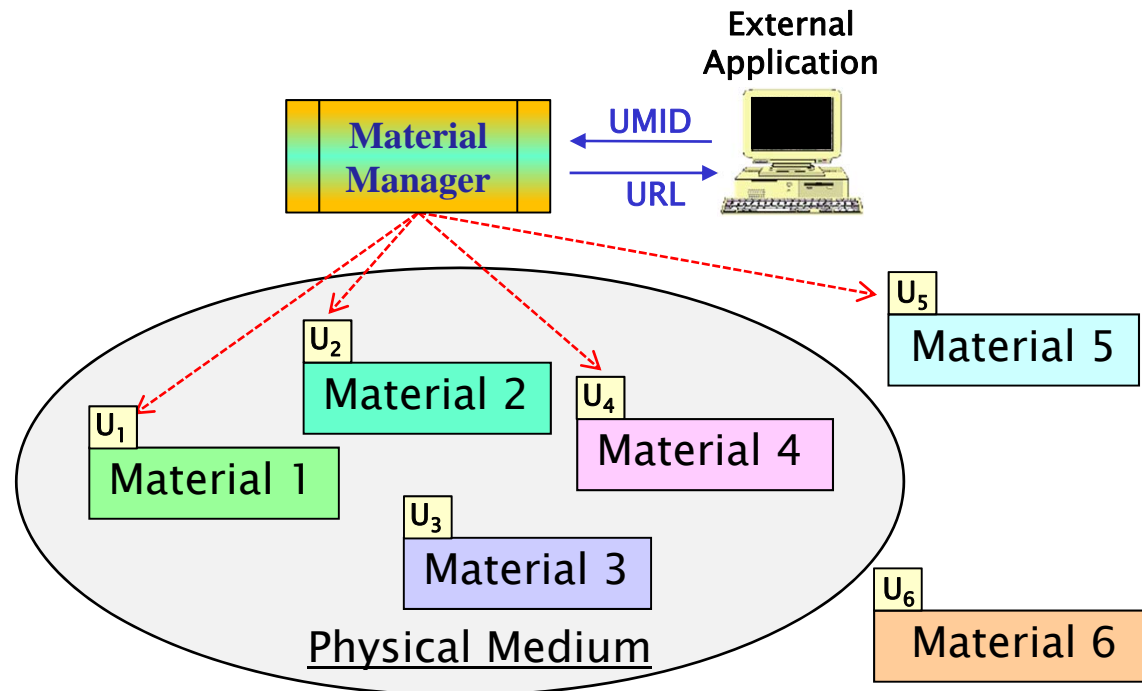 External
Application
Material
Manager
UMID
URL
U₅
Material 5
U₂
Material 2
U₄
Material 4
U₁
Material 1
U₃
Material 3
U₆
Material 6
Physical Medium